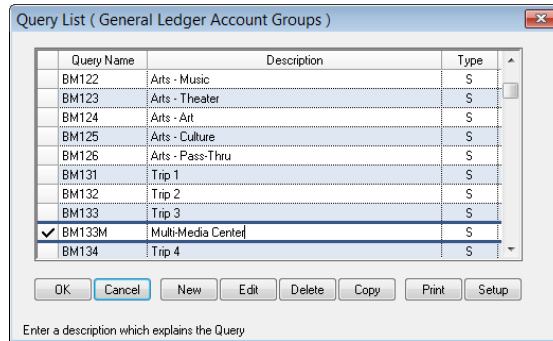 Query List ( General Ledger Account Groups )
Query Name Description Type
BM122 Arts - Music S
BM123 Arts - Theater S
BM124 Arts - Art S
BM125 Arts - Culture S
BM126 Arts - Pass-Thru S
BM131 Trip 1 S
BM132 Trip 2 S
BM133 Trip 3 S
BM133M Multi-Media Center S
BM134 Trip 4 S
OK Cancel New Edit Delete Copy Print Setup
Enter a description which explains the Query